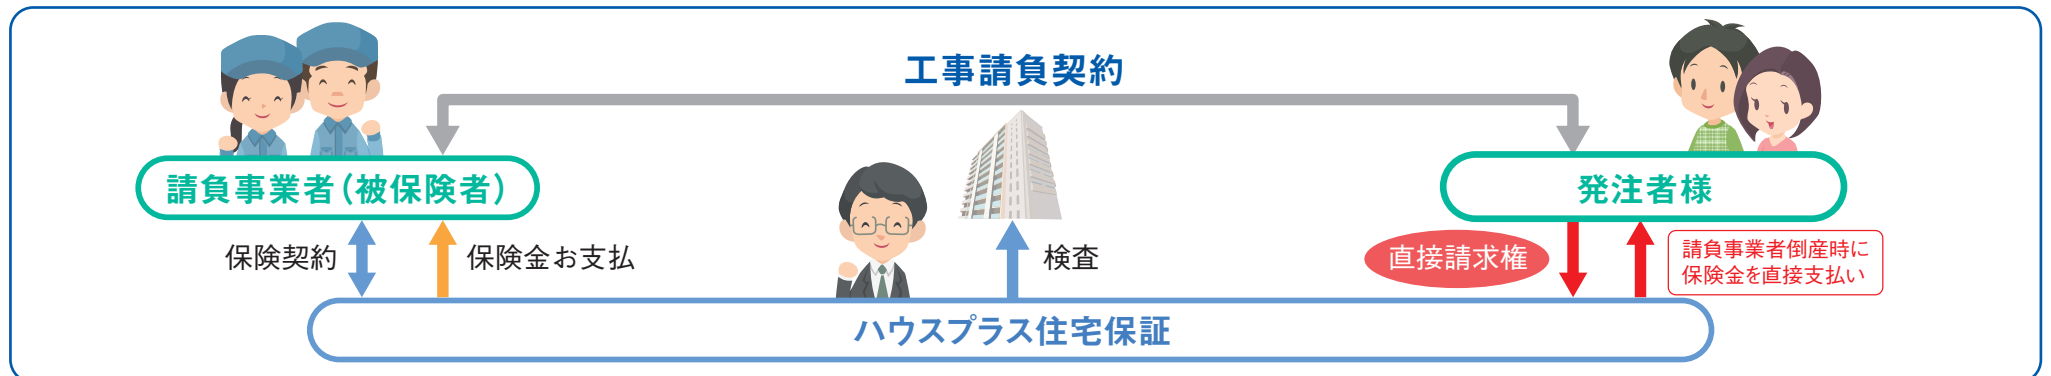 工事請負契約
請負事業者（被保険者）
発注者様
保険契約
保険金お支払
検査
直接請求権
請負事業者倒産時に
保険金を直接支払い
ハウスプラス住宅保証